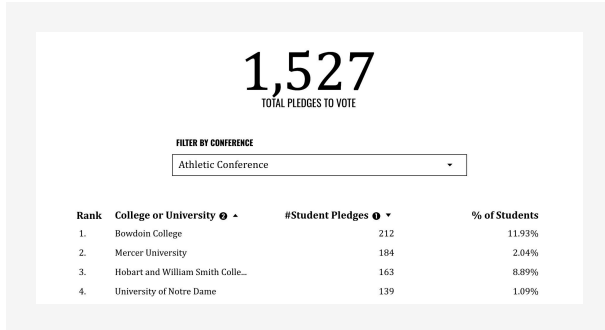 1,527
TOTAL PLEDGES TO VOTE
FILTER BY CONFERENCE
Athletic Conference
Rank College or University ❷ ▲ #Student Pledges ❶ ▼ % of Students
1. Bowdoin College 212 11.93%
2. Mercer University 184 2.04%
3. Hobart and William Smith Colle... 163 8.89%
4. University of Notre Dame 139 1.09%